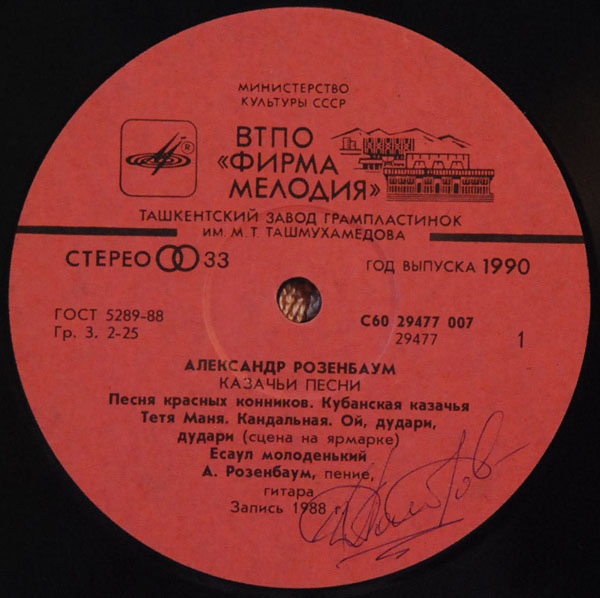 МИНИСТЕРСТВО
КУЛЬТУРЫ СССР
ВТПО
«ФИРМА
МЕЛОДИЯ»
®
ТАШКЕНТСКИЙ ЗАВОД ГРАМПЛАСТИНОК
ИМ. М. Т. ТАШМУХАМЕДОВА
СТЕРЕО 33
ГОД ВЫПУСКА 1990
ГОСТ 5289-88
Гр. 3. 2-25
С60 29477 007
29477
1
АЛЕКСАНДР РОЗЕНБАУМ
КАЗАЧЬИ ПЕСНИ
Песня красных конников. Кубанская казачья
Тетя Маня. Кандальная. Ой, дудари,
дудари (сцена на ярмарке)
Есаул молоденький
А. Розенбаум, пение,
гитара
Запись 1988 г.